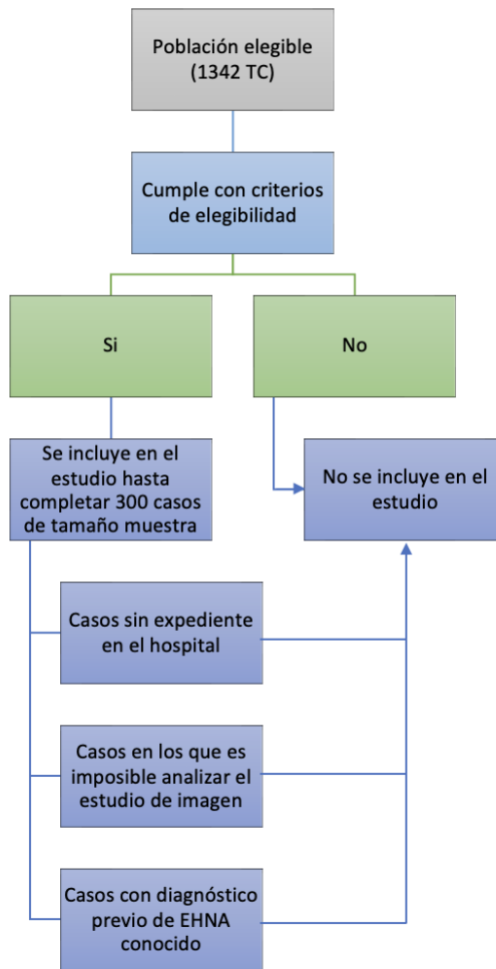 Población elegible
(1342 TC)
Cumple con criterios
de elegibilidad
Si
No
Se incluye en el
estudio hasta
completar 300 casos
de tamaño muestra
No se incluye en el
estudio
Casos sin expediente
en el hospital
Casos en los que es
imposible analizar el
estudio de imagen
Casos con diagnóstico
previo de EHNA
conocido